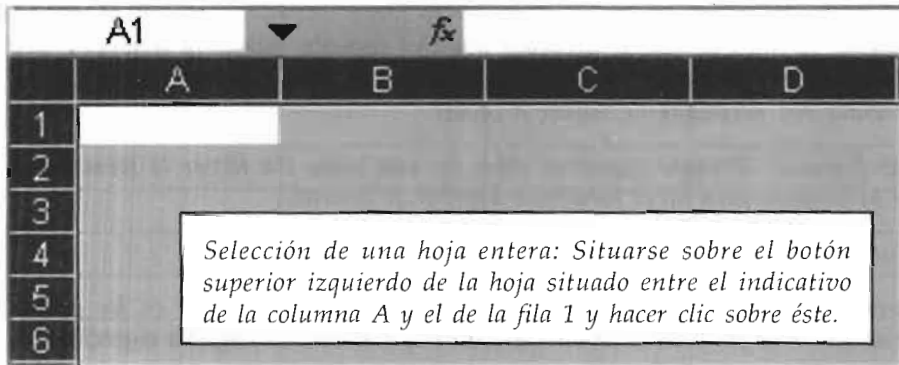 A1 fx
A B C D
1
2
3
4
5
6
Selección de una hoja entera: Situarse sobre el botón
superior izquierdo de la hoja situado entre el indicativo
de la columna A y el de la fila 1 y hacer clic sobre éste.